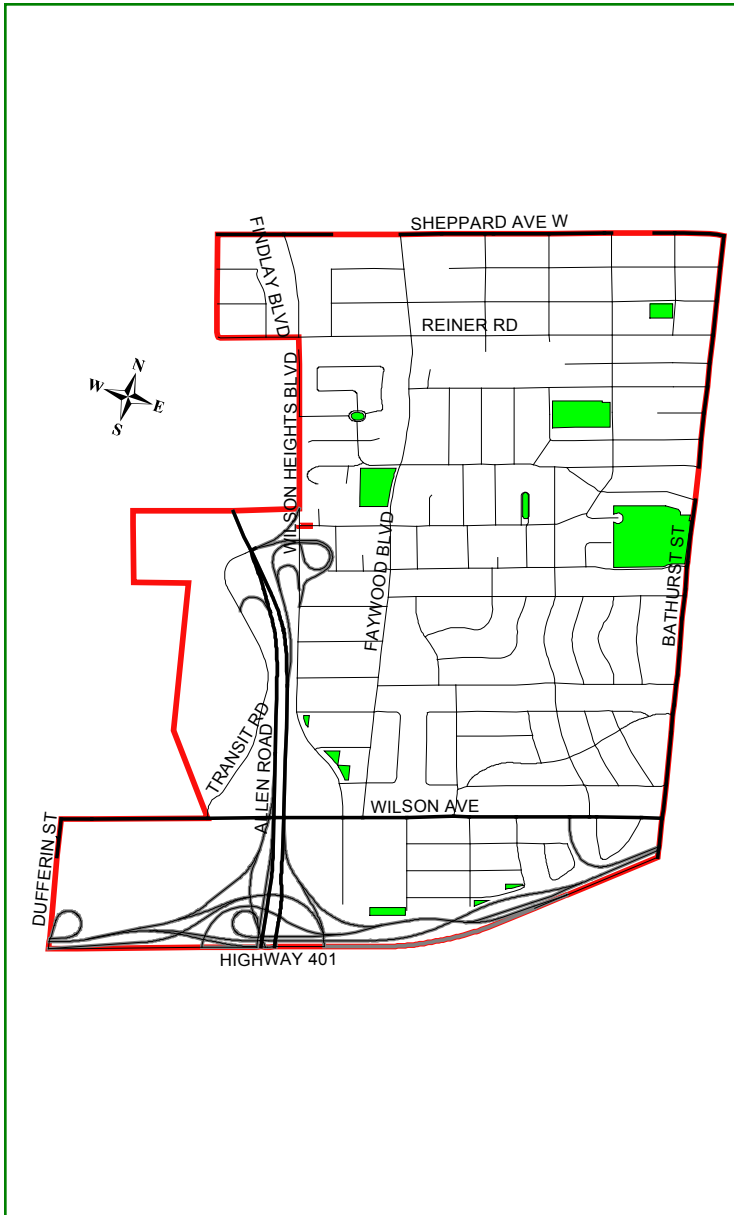 SHEPPARD AVE W
FINDLAY BLVD
REINER RD
N
W
E
S
WILSON HEIGHTS BLVD
FAYWOOD BLVD
BATHURST ST
TRANSIT RD
ALLEN ROAD
WILSON AVE
DUFFERIN ST
HIGHWAY 401